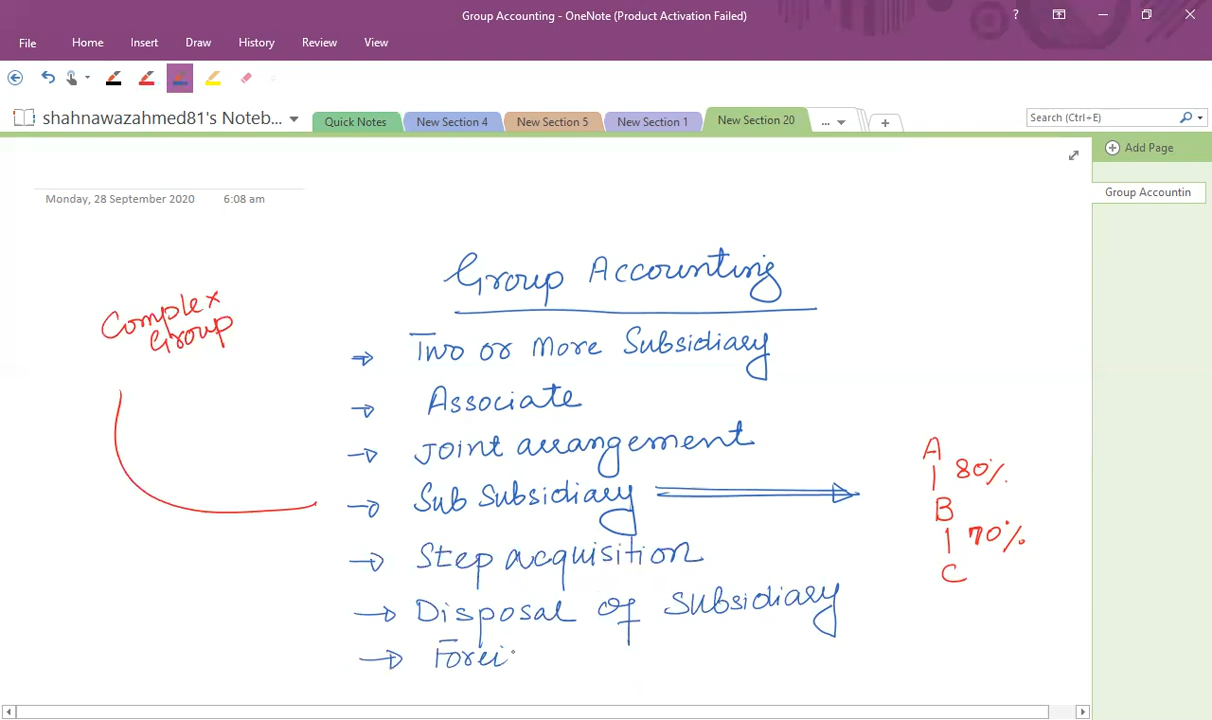 Group Accounting - OneNote (Product Activation Failed)
?
File Home Insert Draw History Review View
shahnawazahmed81's Noteb...
Quick Notes
New Section 4
New Section 5
New Section 1
New Section 20
...
Search (Ctrl+E)
Add Page
Group Accountin
Monday, 28 September 2020 6:08 am
Group Accounting
Complex
Group
Two or More Subsidiary
Associate
Joint arrangement
Sub Subsidiary
Step acquisition
Disposal of Subsidiary
Forei
A
80%
B
70%
C